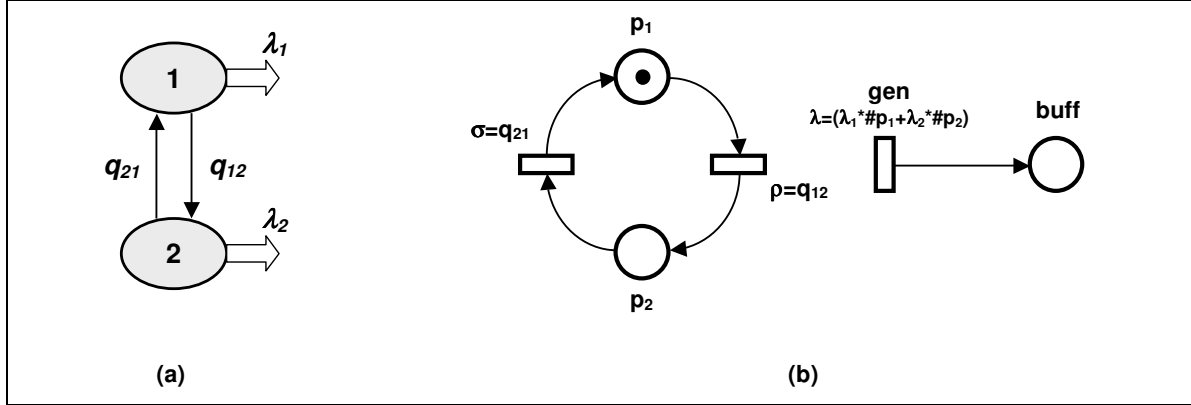 1
λ₁
q₂₁
q₁₂
2
λ₂
(a)
p₁
σ=q₂₁
ρ=q₁₂
p₂
gen
λ=(λ₁*#p₁+λ₂*#p₂)
buff
(b)